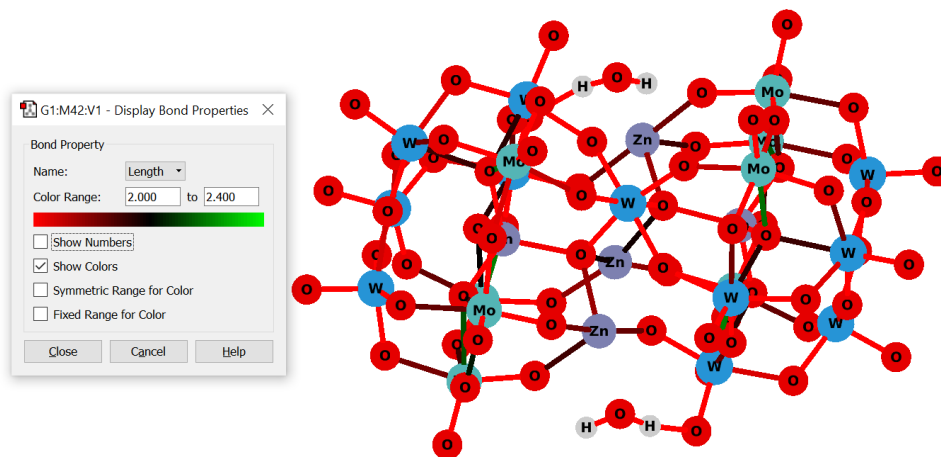 G1:M42:V1 - Display Bond Properties
Bond Property
Name: Length
Color Range: 2.000 to 2.400
Show Numbers
Show Colors
Symmetric Range for Color
Fixed Range for Color
Close Cancel Help
O
O
O H O H O Mo
O O W O O O O
W O O Zn O Mo
O O O O O Mo O W O
O W O W O O O
O O O Zn O O O W
O O Zn O O O
O W O O O O W O
O Mo O Zn O O W
O O O O O O
O O O W O O
O H O H O